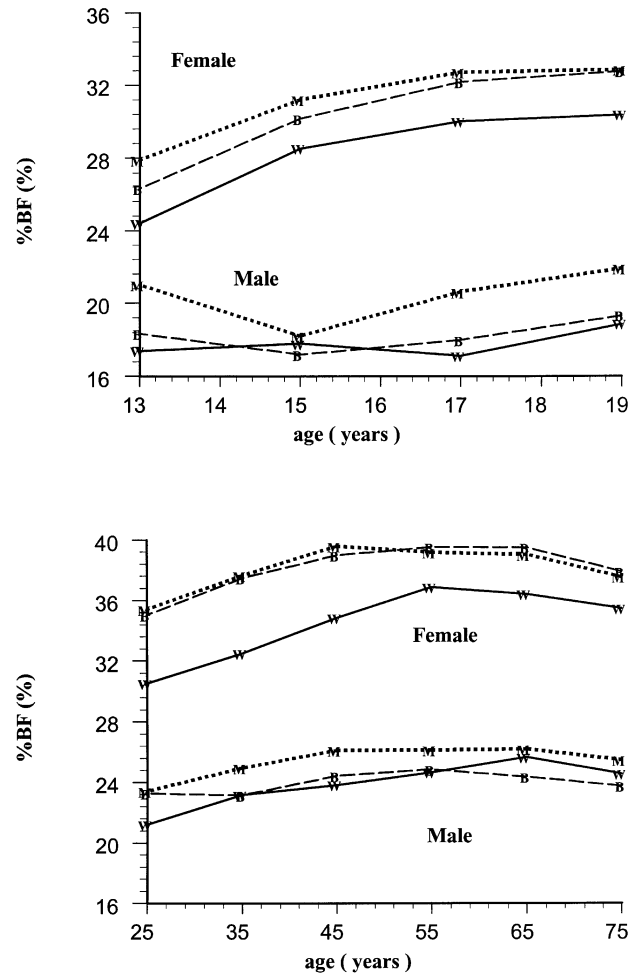 36
Female
32
28
%BF (%)
24
Male
20
16
13 14 15 16 17 18 19
age ( years )
M M M M
B B B B
W W W W
M M M M
B B B B
W W W W
40
36
Female
32
%BF (%)
28
24
Male
20
16
25 35 45 55 65 75
age ( years )
M M M M M M
B B B B B B
W W W W W W
M M M M M M
B B B B B B
W W W W W W